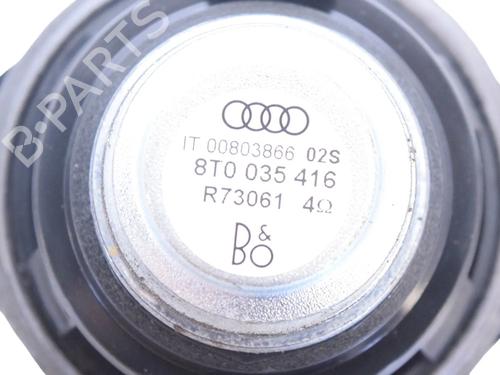 B-PARTS
IT 00803866 02S
8T0 035 416
R73061 4Ω
B&O